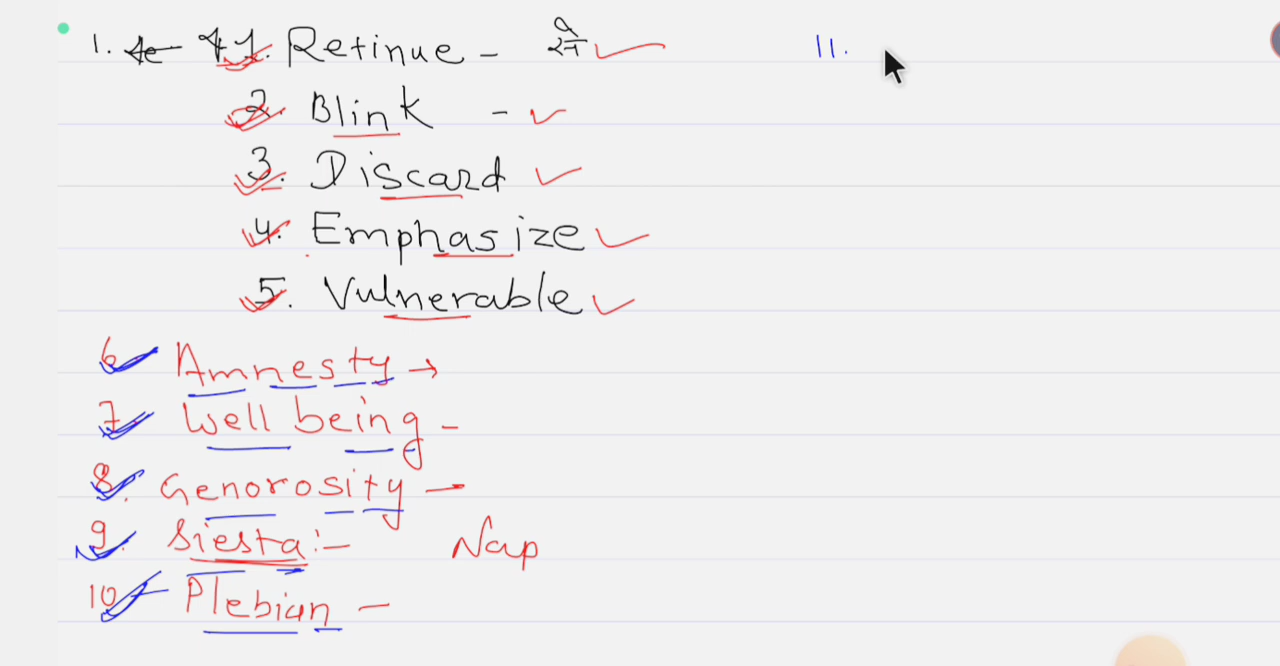 1. 1. Retinue -
11.
2. Blink -
3. Discard
4. Emphasize
5. Vulnerable
6. Amnesty →
7. Well being -
8. Genorosity -
9. Siesta :- Nap
10. Plebian -